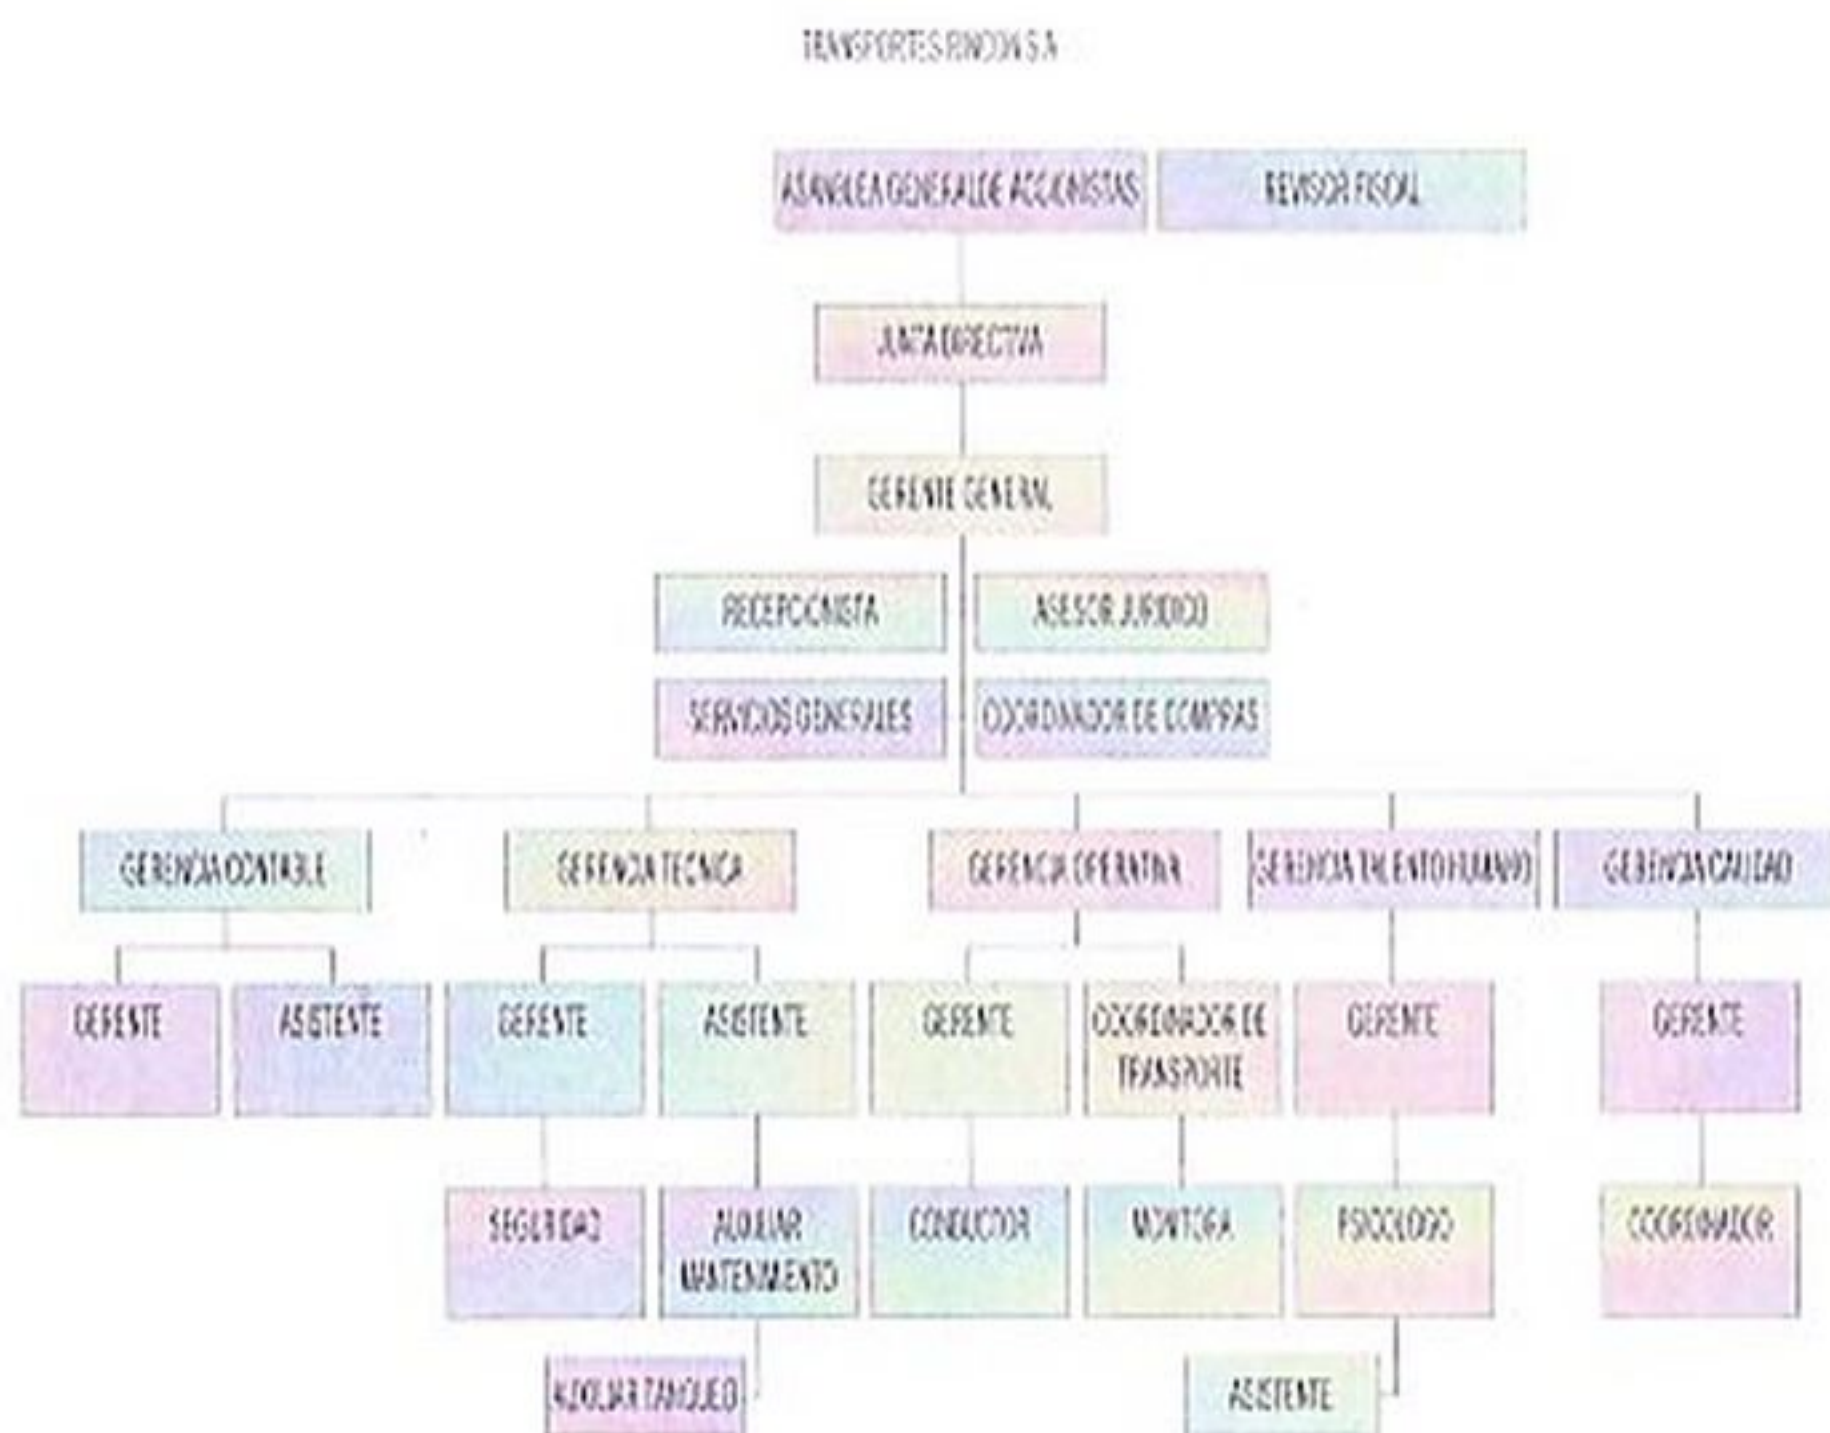 TRANSPORTES RINCON S.A
ASAMBLEA GENERAL DE ACCIONISTAS
REVISOR FISCAL
JUNTA DIRECTIVA
GERENTE GENERAL
RECEPCIONISTA
ASESOR JURIDICO
SERVICIOS GENERALES
COORDINADOR DE COMPRAS
GERENCIA CONTABLE
GERENCIA TECNICA
GERENCIA OPERATIVA
GERENCIA TALENTO HUMANO
GERENCIA CALIDAD
GERENTE
ASISTENTE
GERENTE
ASISTENTE
GERENTE
COORDINADOR DE
TRANSPORTE
GERENTE
GERENTE
SEGURIDAD
AUXILIAR
MANTENIMIENTO
CONDUCTOR
MONITORA
PSICOLOGO
COORDINADOR
AUXILIAR TANQUEO
ASISTENTE